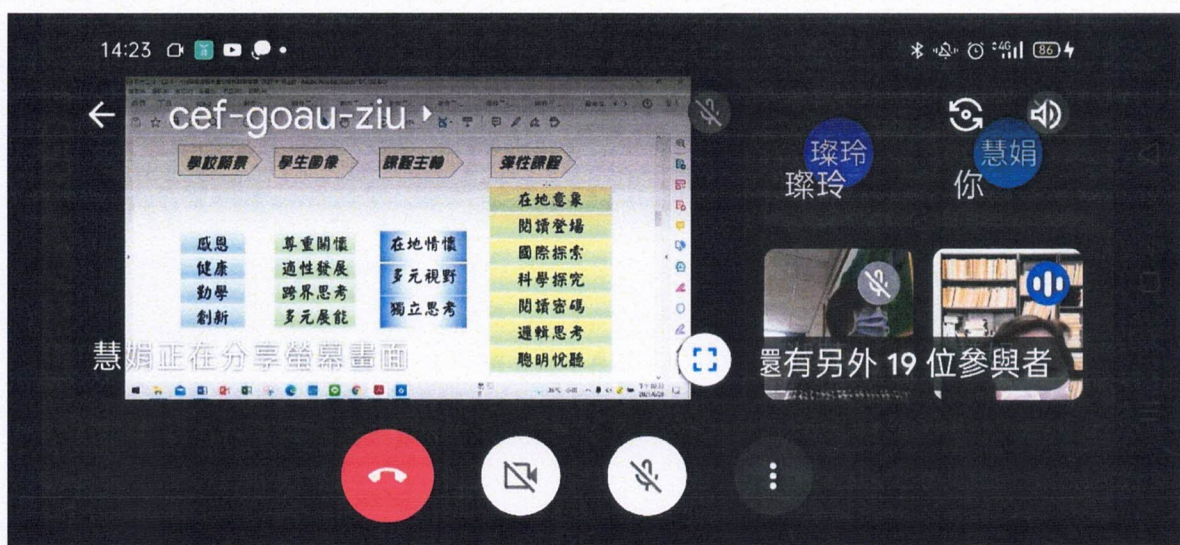 14:23
4G
86
cef-goau-ziu
學校願景 學生圖像 課程主軸 彈性課程
感恩
健康
勤學
創新
尊重關懷
適性發展
跨界思考
多元展能
在地情懷
多元視野
獨立思考
在地意象
閱讀登場
國際探索
科學探究
閱讀密碼
邏輯思考
聰明悅聽
慧娟正在分享螢幕畫面
璨玲
璨玲
慧娟
你
還有另外 19 位參與者